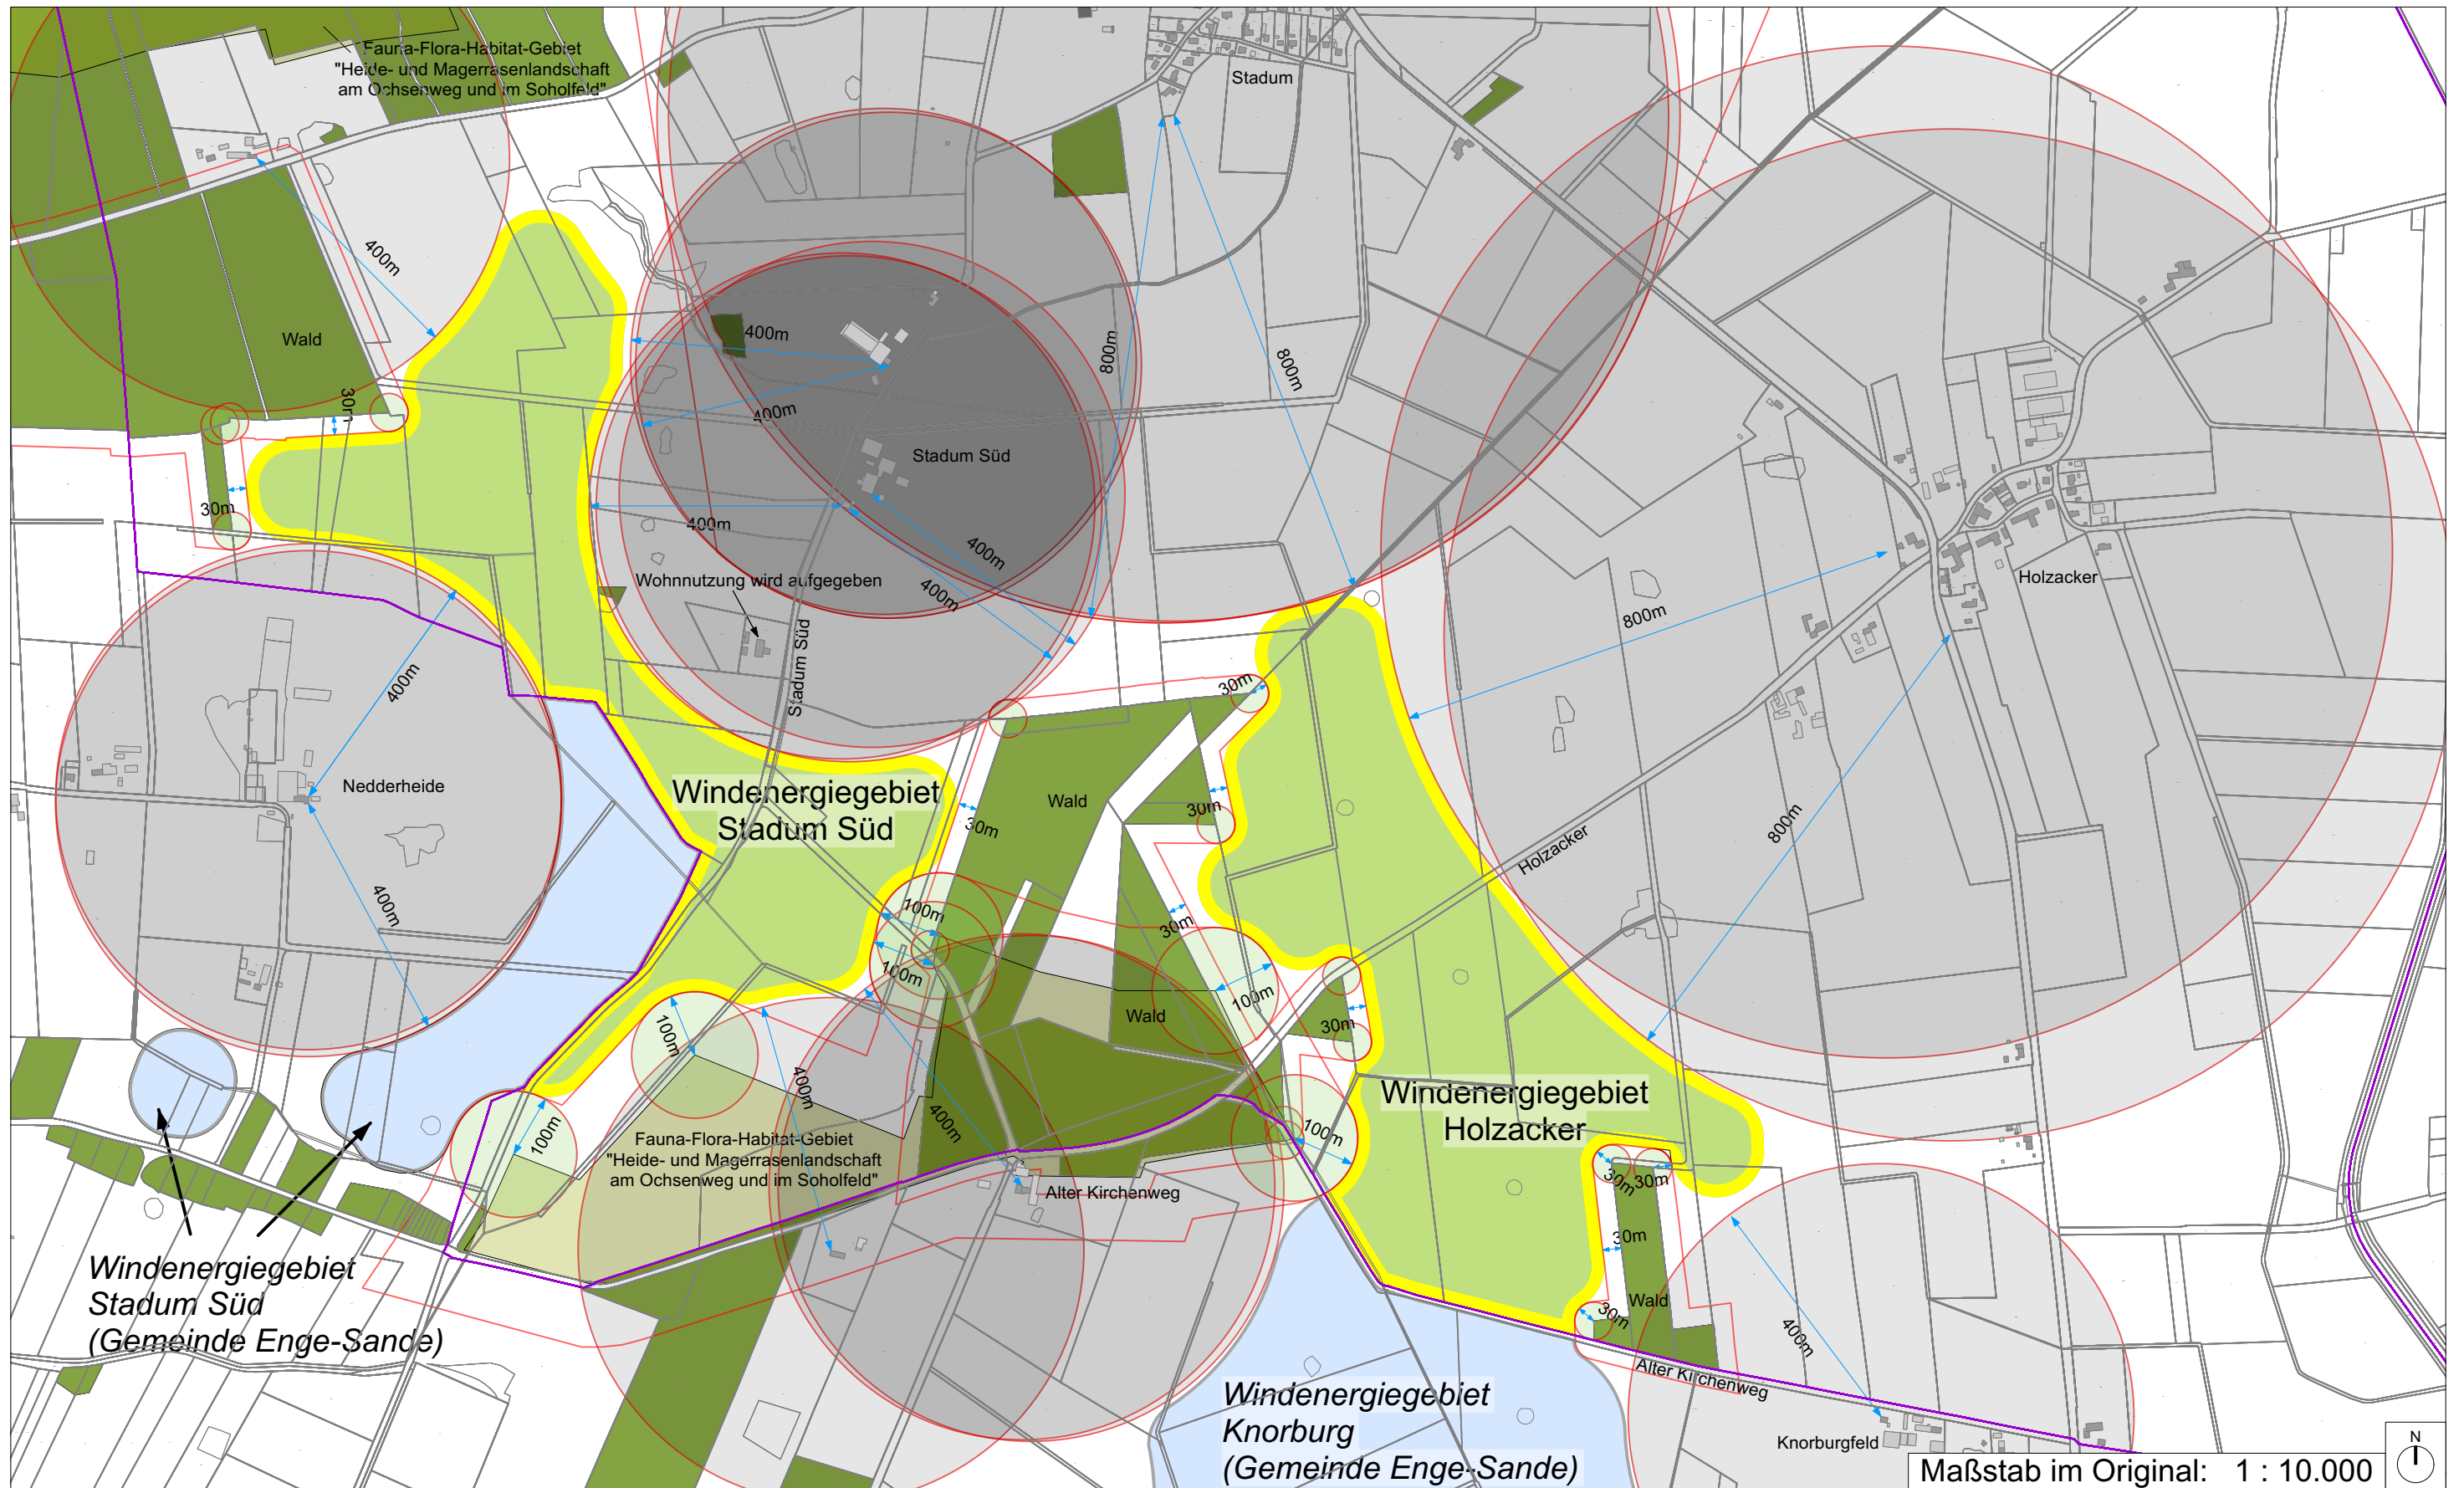 Fauna-Flora-Habitat-Gebiet
"Heide- und Magerrasenlandschaft
am Ochsenweg und im Soholfeld"
Stadum
400m
Wald
30m
30m
400m
400m
800m
800m
Stadum Süd
400m
400m
400m
Wohnnutzung wird aufgegeben
Stadum Süd
Holzacker
800m
800m
Holzacker
400m
Nedderheide
400m
Windenergiegebiet
Stadum Süd
30m
Wald
30m
30m
30m
100m
100m
100m
Wald
30m
100m
100m
400m
400m
100m
Windenergiegebiet
Holzacker
Fauna-Flora-Habitat-Gebiet
"Heide- und Magerrasenlandschaft
am Ochsenweg und im Soholfeld"
Alter Kirchenweg
30m
30m
30m
Wald
30m
400m
Alter Kirchenweg
Windenergiegebiet
Stadum Süd
(Gemeinde Enge-Sande)
Windenergiegebiet
Knorburg
(Gemeinde Enge-Sande)
Knorburgfeld
N
Maßstab im Original: 1 : 10.000